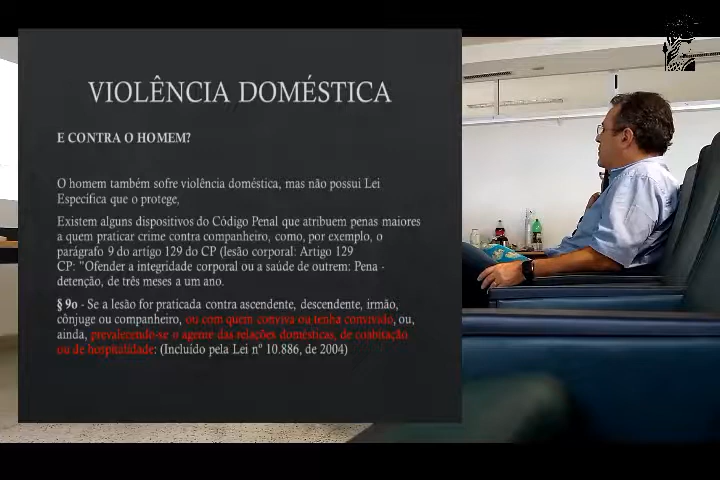 VIOLÊNCIA DOMÉSTICA
E CONTRA O HOMEM?
O homem também sofre violência doméstica, mas não possui Lei
Específica que o protege,
Existem alguns dispositivos do Código Penal que atribuem penas maiores
a quem praticar crime contra companheiro, como, por exemplo, o
parágrafo 9 do artigo 129 do CP (lesão corporal: Artigo 129
CP: "Ofender a integridade corporal ou a saúde de outrem: Pena -
detenção, de três meses a um ano.
§ 9o - Se a lesão for praticada contra ascendente, descendente, irmão,
cônjuge ou companheiro, ou com quem conviva ou tenha convivido, ou,
ainda, prevalecendo-se o agente das relações domésticas, de coabitação
ou de hospitalidade: (Incluído pela Lei nº 10.886, de 2004)